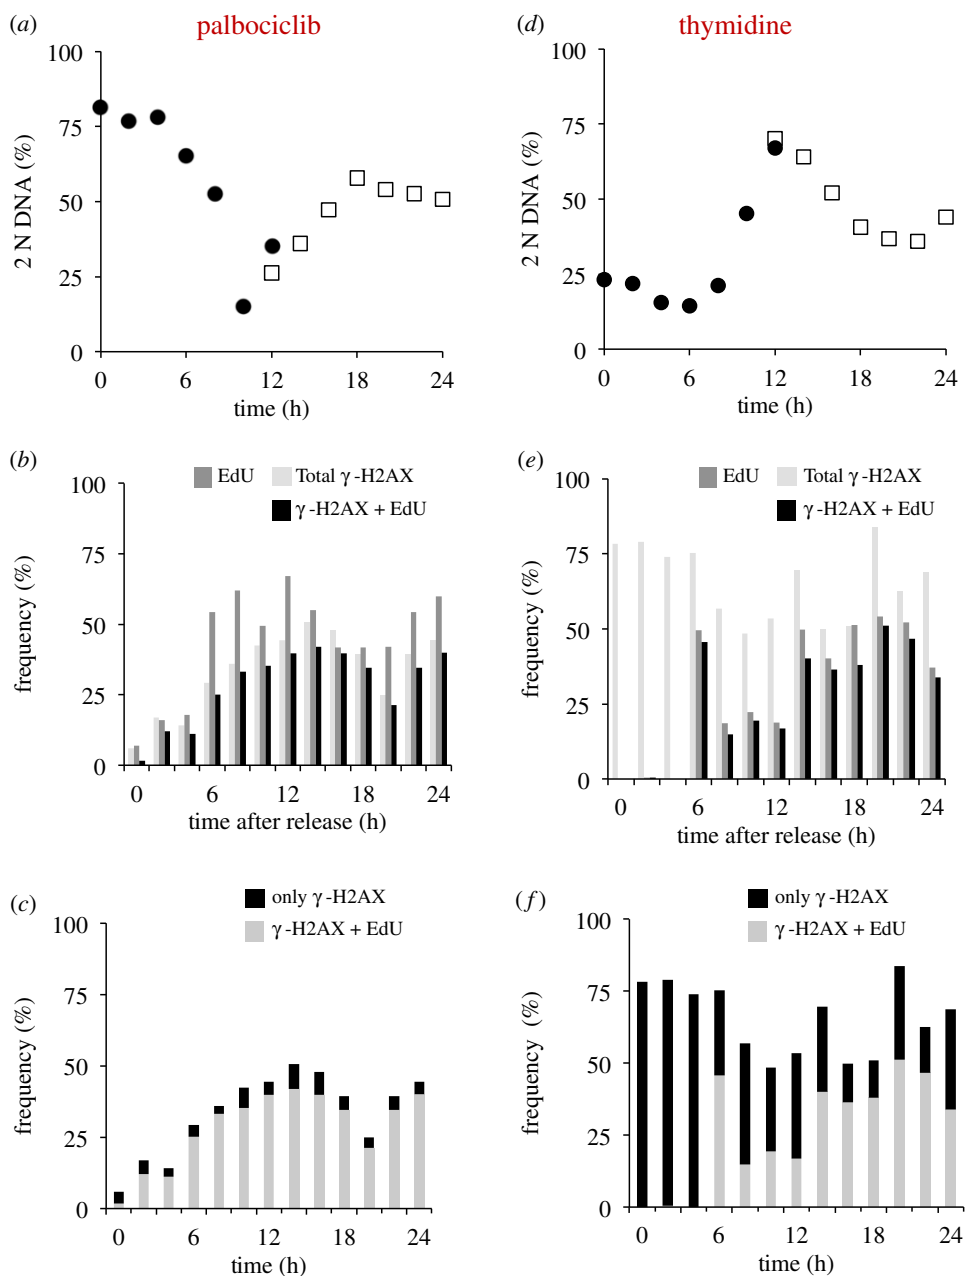 (a) palbociclib
100
75
50
25
0
2 N DNA (%)
0 6 12 18 24
time (h)
(d) thymidine
100
75
50
25
0
2 N DNA (%)
0 6 12 18 24
time (h)
(b)
EdU Total γ-H2AX
γ-H2AX + EdU
100
75
50
25
0
frequency (%)
0 6 12 18 24
time after release (h)
(e)
EdU Total γ-H2AX
γ-H2AX + EdU
100
75
50
25
0
frequency (%)
0 6 12 18 24
time after release (h)
(c)
only γ-H2AX
γ-H2AX + EdU
100
75
50
25
0
frequency (%)
0 6 12 18 24
time (h)
(f)
only γ-H2AX
γ-H2AX + EdU
100
75
50
25
0
frequency (%)
0 6 12 18 24
time (h)